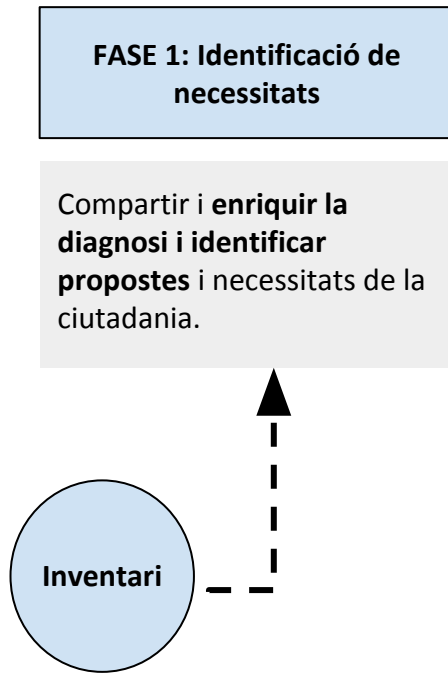 FASE 1: Identificació de
necessitats
Compartir i enriquir la
diagnosi i identificar
propostes i necessitats de la
ciutadania.
Inventari